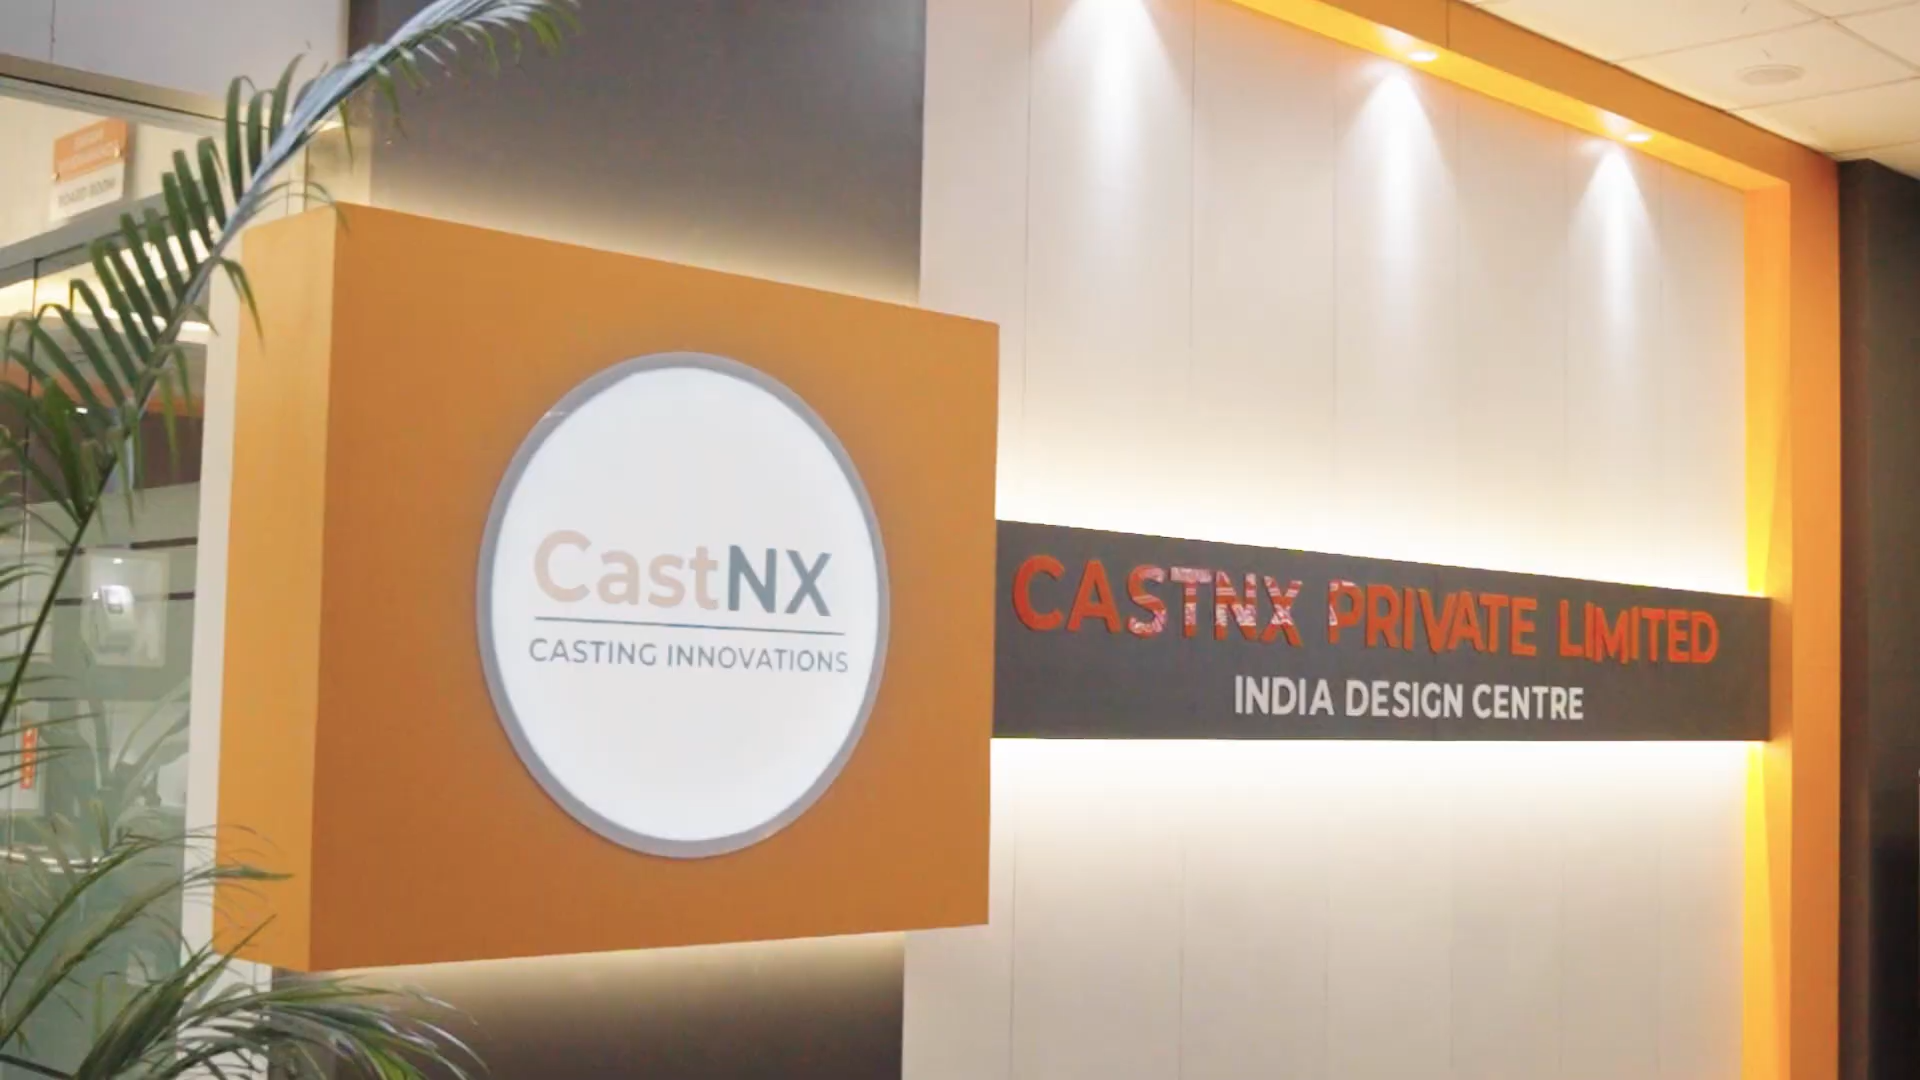 CastNX
CASTING INNOVATIONS
CASTNX PRIVATE LIMITED
INDIA DESIGN CENTRE